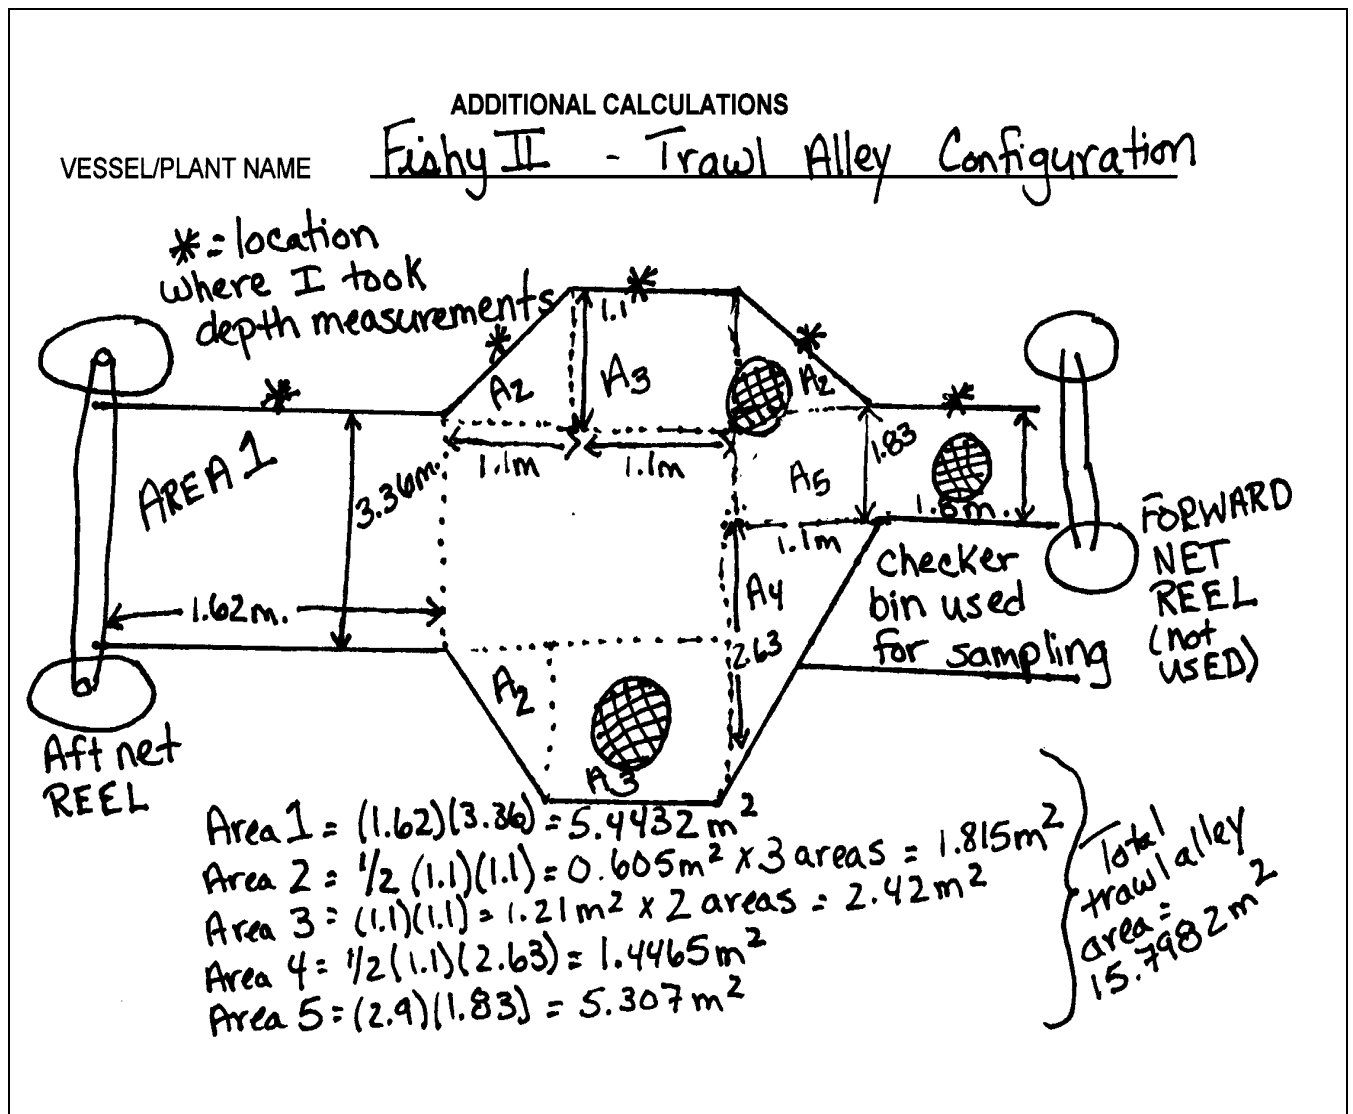 ADDITIONAL CALCULATIONS
VESSEL/PLANT NAME Fishy II - Trawl Alley Configuration
* = location
where I took
depth measurements
1.1
A2
A3
A2
AREA 1
3.36m.
1.1m
1.1m
1.83
A5
1.8m.
1.1m
1.62m.
A4
2.63
A2
A3
checker
bin used
for sampling
FORWARD
NET
REEL
(not
USED)
Aft net
REEL
Area 1 = (1.62)(3.36) = 5.4432 m²
Area 2 = 1/2 (1.1)(1.1) = 0.605m² x 3 areas = 1.815m²
Area 3 = (1.1)(1.1) = 1.21m² x 2 areas = 2.42m²
Area 4 = 1/2(1.1)(2.63) = 1.4465m²
Area 5 = (2.9)(1.83) = 5.307m²
Total
trawl alley
area =
15.7982m²